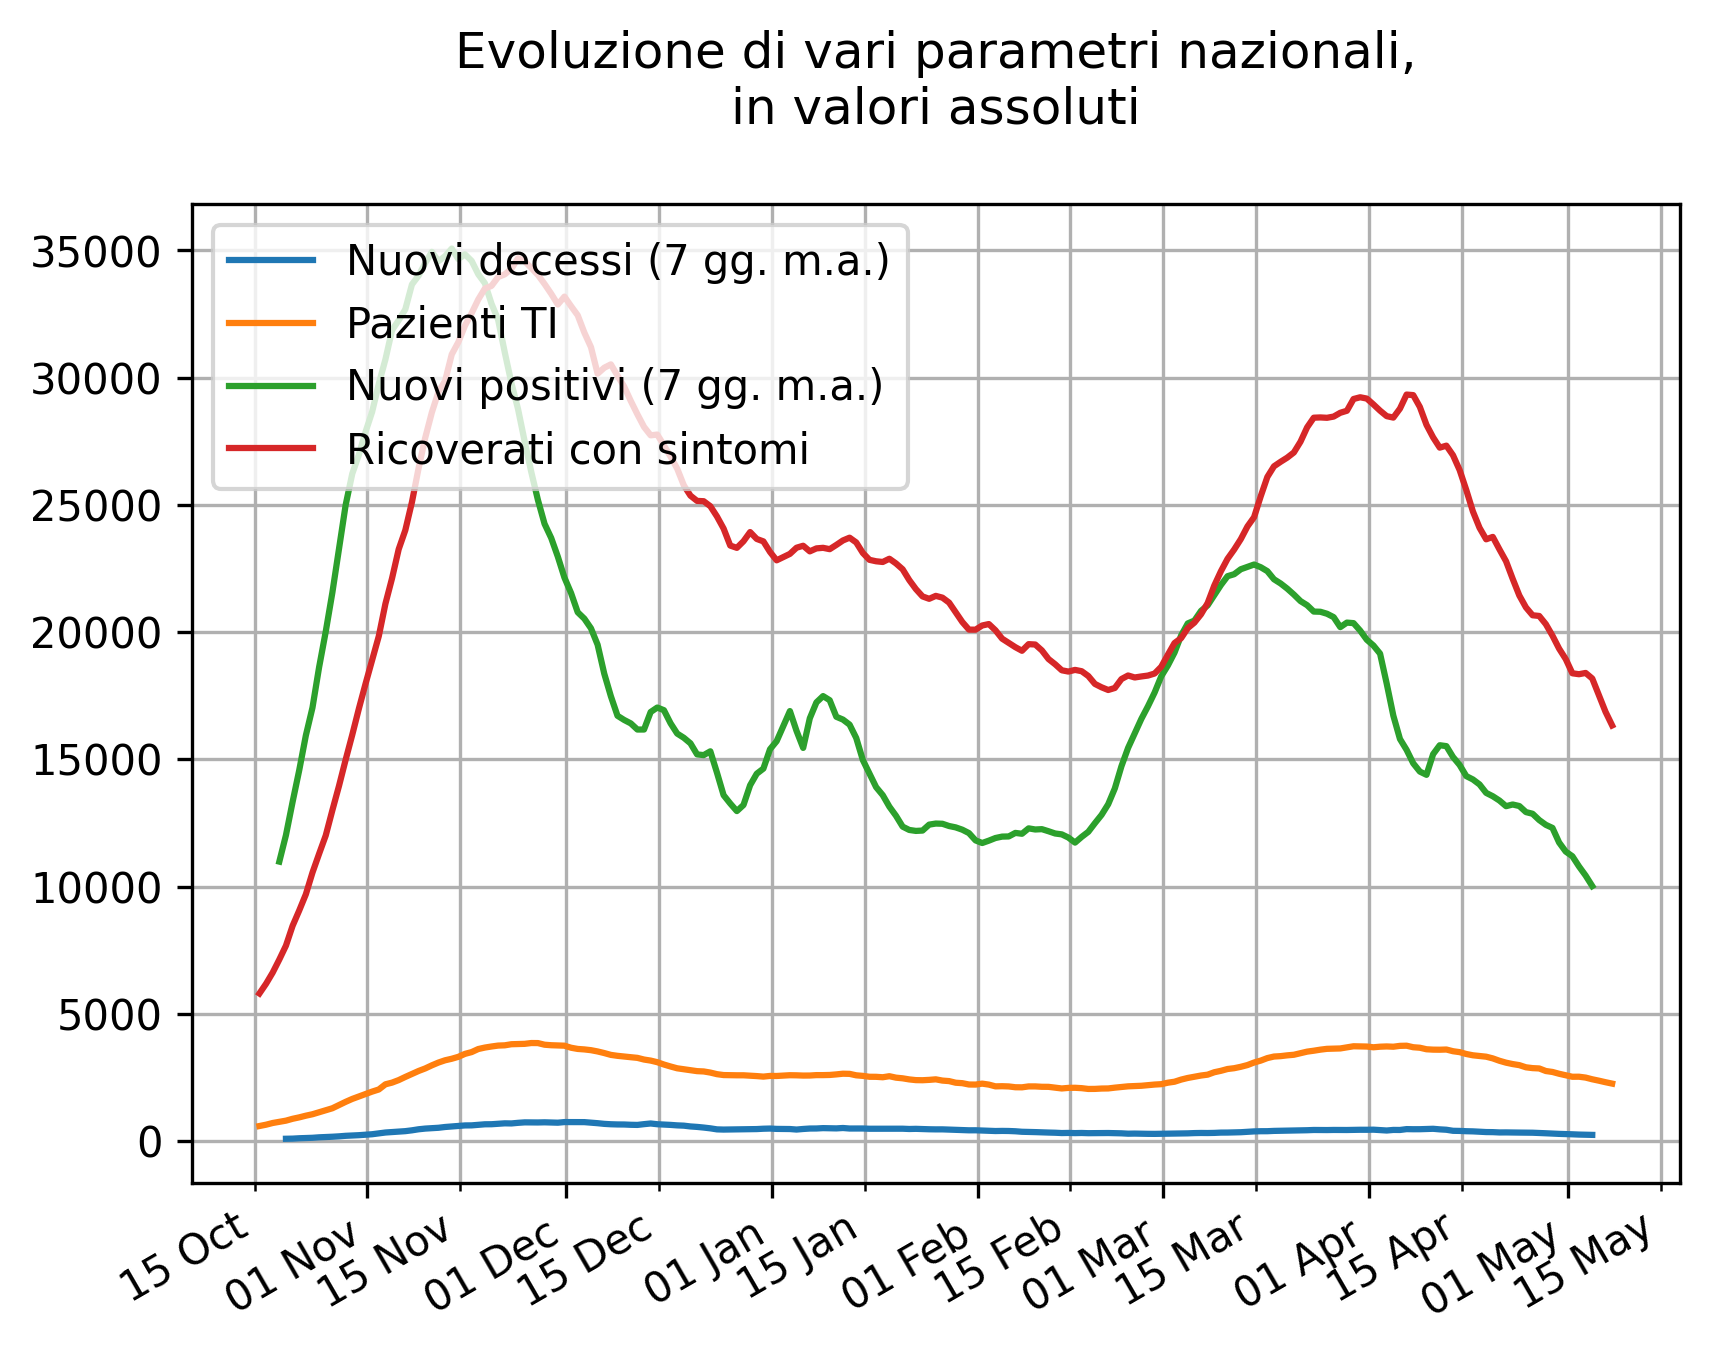 Evoluzione di vari parametri nazionali,
in valori assoluti
35000
30000
25000
20000
15000
10000
5000
0
Nuovi decessi (7 gg. m.a.)
Pazienti TI
Nuovi positivi (7 gg. m.a.)
Ricoverati con sintomi
15 Oct
01 Nov
15 Nov
01 Dec
15 Dec
01 Jan
15 Jan
01 Feb
15 Feb
01 Mar
15 Mar
01 Apr
15 Apr
01 May
15 May